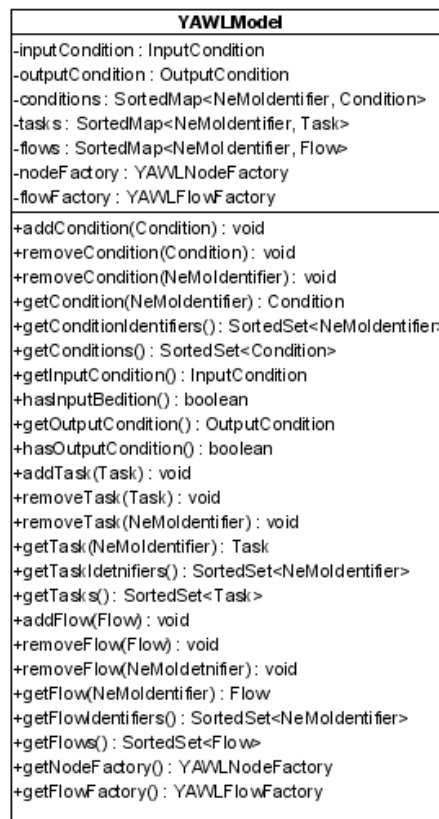 YAWLModel
-inputCondition : InputCondition
-outputCondition : OutputCondition
-conditions : SortedMap<NeMoIdentifier, Condition>
-tasks : SortedMap<NeMoIdentifier, Task>
-flows : SortedMap<NeMoIdentifier, Flow>
-nodeFactory : YAWLNodeFactory
-flowFactory : YAWLFlowFactory
+addCondition(Condition) : void
+removeCondition(Condition) : void
+removeCondition(NeMoIdentifier) : void
+getCondition(NeMoIdentifier) : Condition
+getConditionIdentifiers() : SortedSet<NeMoIdentifier>
+getConditions() : SortedSet<Condition>
+getInputCondition() : InputCondition
+hasInputBedition() : boolean
+getOutputCondition() : OutputCondition
+hasOutputCondition() : boolean
+addTask(Task) : void
+removeTask(Task) : void
+removeTask(NeMoIdentifier) : void
+getTask(NeMoIdentifier) : Task
+getTaskIdetnifiers() : SortedSet<NeMoIdentifier>
+getTasks() : SortedSet<Task>
+addFlow(Flow) : void
+removeFlow(Flow) : void
+removeFlow(NeMoIdetnifier) : void
+getFlow(NeMoIdentifier) : Flow
+getFlowIdentifiers() : SortedSet<NeMoIdentifier>
+getFlows() : SortedSet<Flow>
+getNodeFactory() : YAWLNodeFactory
+getFlowFactory() : YAWLFlowFactory